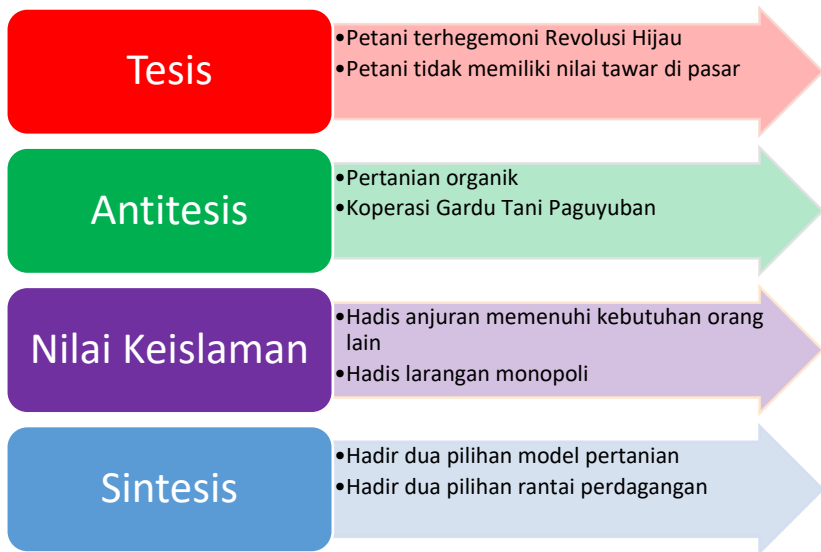 Tesis
•Petani terhegemoni Revolusi Hijau
•Petani tidak memiliki nilai tawar di pasar
Antitesis
•Pertanian organik
•Koperasi Gardu Tani Paguyuban
Nilai Keislaman
•Hadis anjuran memenuhi kebutuhan orang
lain
•Hadis larangan monopoli
Sintesis
•Hadir dua pilihan model pertanian
•Hadir dua pilihan rantai perdagangan